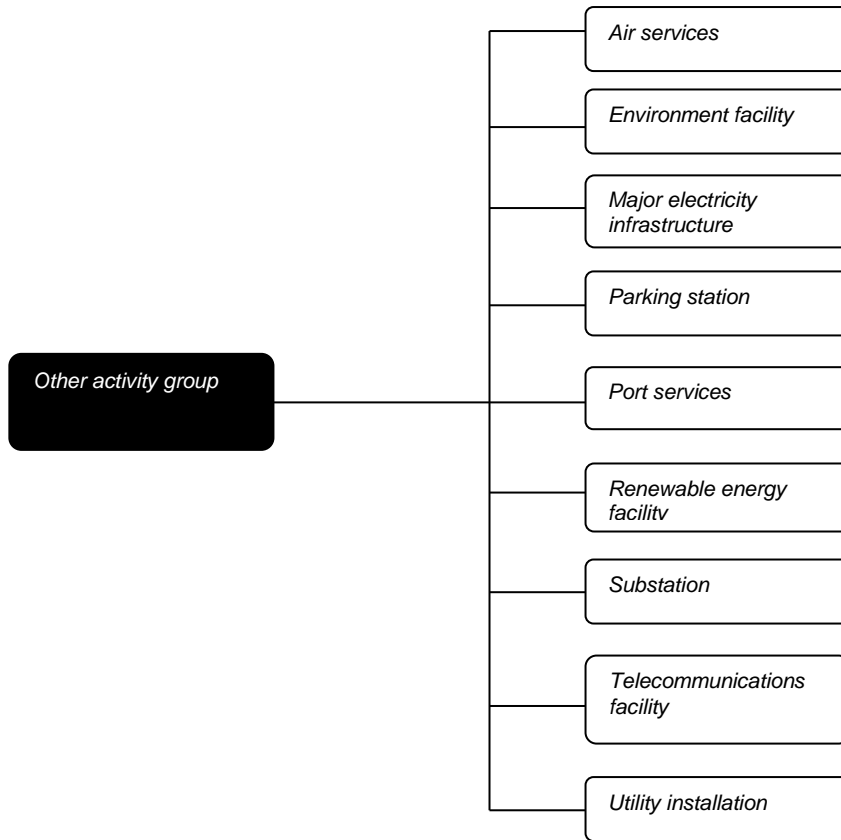 Air services
Environment facility
Major electricity
infrastructure
Parking station
Other activity group
Port services
Renewable energy
facility
Substation
Telecommunications
facility
Utility installation